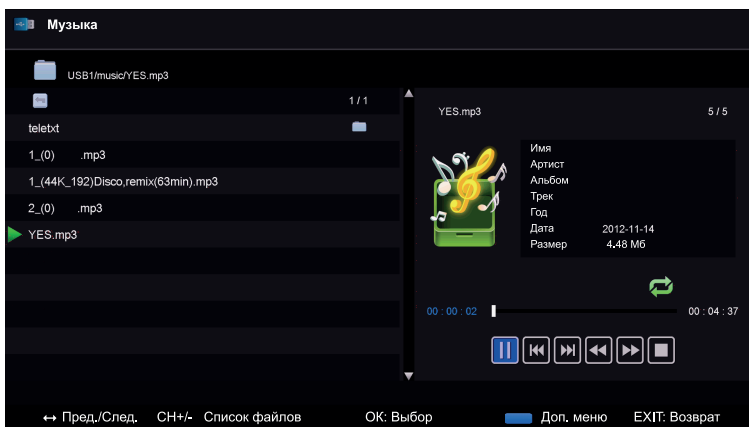 Музыка
USB1/music/YES.mp3
1 / 1
teletxt
1_(0) .mp3
1_(44K_192)Disco,remix(63min).mp3
2_(0) .mp3
YES.mp3
YES.mp3 5 / 5
Имя
Артист
Альбом
Трек
Год
Дата 2012-11-14
Размер 4.48 Мб
00 : 00 : 02 00 : 04 : 37
↔ Пред./След. CH+/- Список файлов ОК: Выбор Доп. меню EXIT: Возврат